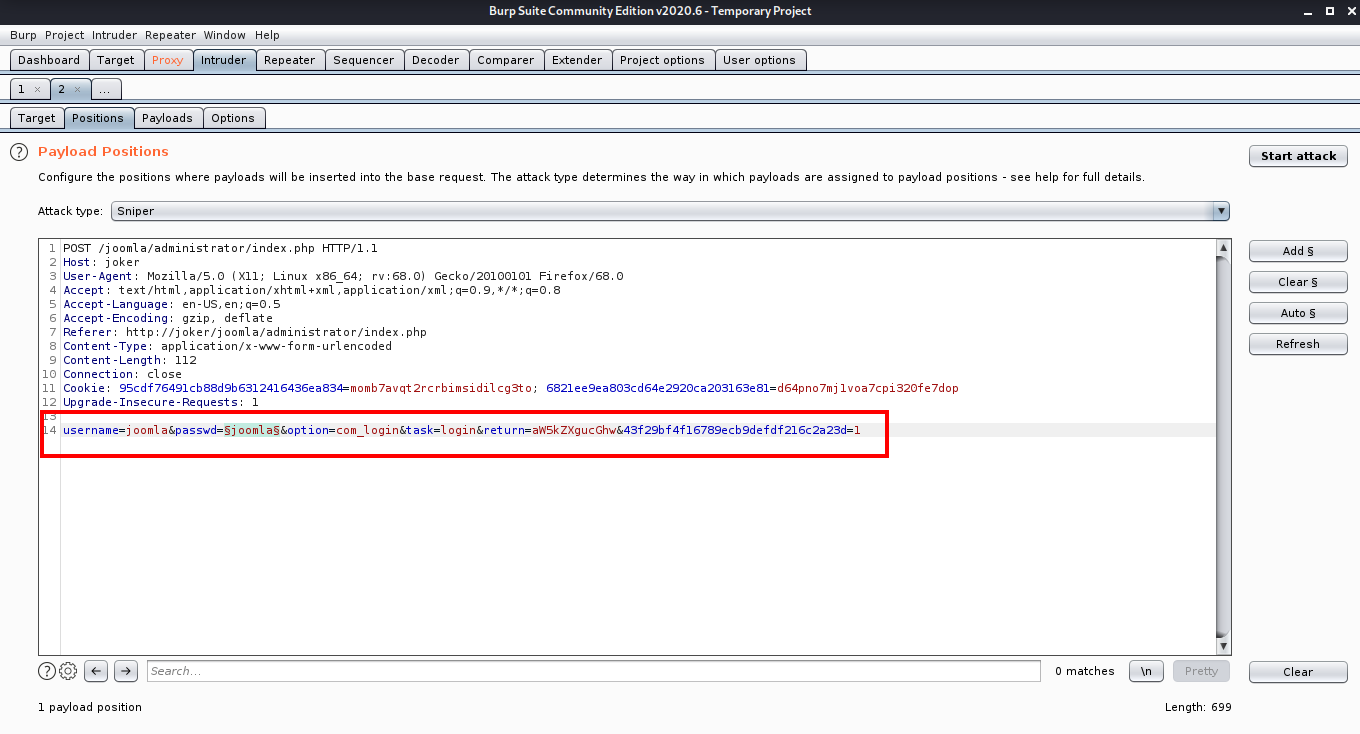 Burp Suite Community Edition v2020.6 - Temporary Project
Burp Project Intruder Repeater Window Help
Dashboard Target Proxy Intruder Repeater Sequencer Decoder Comparer Extender Project options User options
1 × 2 × ...
Target Positions Payloads Options
? Payload Positions
Start attack
Configure the positions where payloads will be inserted into the base request. The attack type determines the way in which payloads are assigned to payload positions - see help for full details.
Attack type: Sniper
1 POST /joomla/administrator/index.php HTTP/1.1
2 Host: joker
3 User-Agent: Mozilla/5.0 (X11; Linux x86_64; rv:68.0) Gecko/20100101 Firefox/68.0
4 Accept: text/html,application/xhtml+xml,application/xml;q=0.9,*/*;q=0.8
5 Accept-Language: en-US,en;q=0.5
6 Accept-Encoding: gzip, deflate
7 Referer: http://joker/joomla/administrator/index.php
8 Content-Type: application/x-www-form-urlencoded
9 Content-Length: 112
10 Connection: close
11 Cookie: 95cdf76491cb88d9b6312416436ea834=momb7avqt2rcrbimsidilcg3to; 6821ee9ea803cd64e2920ca203163e81=d64pno7mj1voa7cpi320fe7dop
12 Upgrade-Insecure-Requests: 1
13
14 username=joomla&passwd=§joomla§&option=com_login&task=login&return=aW5kZXgucGhw&43f29bf4f16789ecb9defdf216c2a23d=1
Add §
Clear §
Auto §
Refresh
? ← → Search... 0 matches \n Pretty Clear
1 payload position Length: 699